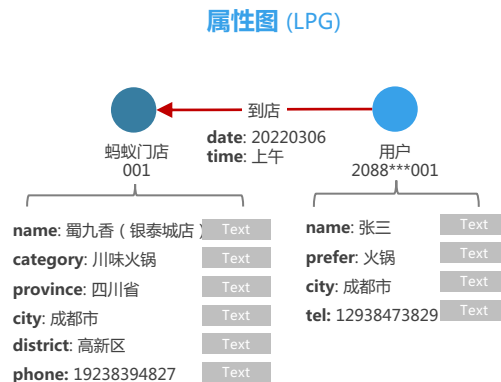 属性图 (LPG)
到店
date: 20220306
time: 上午
蚂蚁门店
001
用户
2088***001
name: 蜀九香（银泰城店） Text
category: 川味火锅 Text
province: 四川省 Text
city: 成都市 Text
district: 高新区 Text
phone: 19238394827 Text
name: 张三 Text
prefer: 火锅 Text
city: 成都市 Text
tel: 12938473829 Text